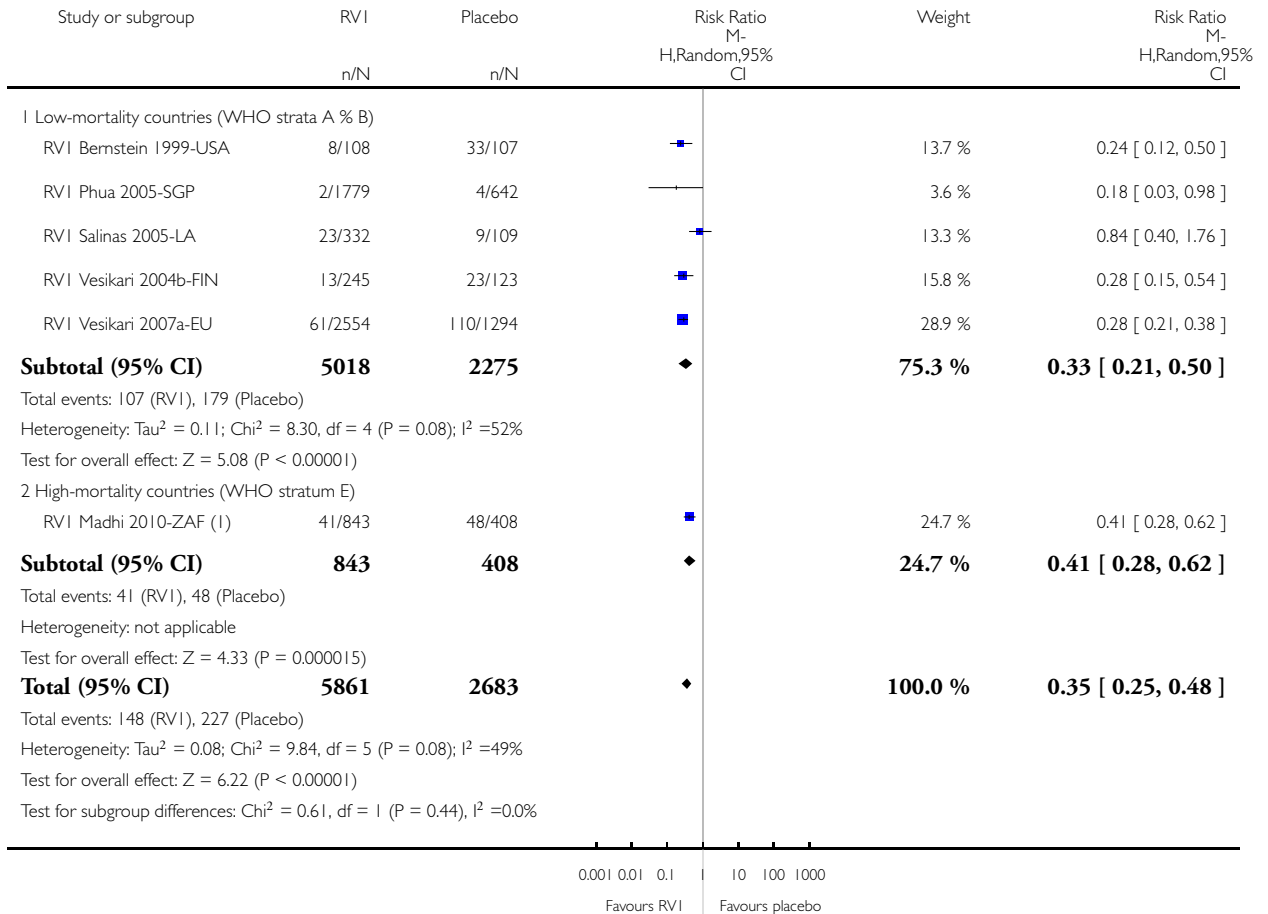 Study or subgroup RV1 Placebo Risk Ratio Weight Risk Ratio
M- M-
H,Random,95% H,Random,95%
n/N n/N CI CI
1 Low-mortality countries (WHO strata A % B)
RV1 Bernstein 1999-USA 8/108 33/107 13.7 % 0.24 [ 0.12, 0.50 ]
RV1 Phua 2005-SGP 2/1779 4/642 3.6 % 0.18 [ 0.03, 0.98 ]
RV1 Salinas 2005-LA 23/332 9/109 13.3 % 0.84 [ 0.40, 1.76 ]
RV1 Vesikari 2004b-FIN 13/245 23/123 15.8 % 0.28 [ 0.15, 0.54 ]
RV1 Vesikari 2007a-EU 61/2554 110/1294 28.9 % 0.28 [ 0.21, 0.38 ]
Subtotal (95% CI) 5018 2275 75.3 % 0.33 [ 0.21, 0.50 ]
Total events: 107 (RV1), 179 (Placebo)
Heterogeneity: Tau² = 0.11; Chi² = 8.30, df = 4 (P = 0.08); I² =52%
Test for overall effect: Z = 5.08 (P < 0.00001)
2 High-mortality countries (WHO stratum E)
RV1 Madhi 2010-ZAF (1) 41/843 48/408 24.7 % 0.41 [ 0.28, 0.62 ]
Subtotal (95% CI) 843 408 24.7 % 0.41 [ 0.28, 0.62 ]
Total events: 41 (RV1), 48 (Placebo)
Heterogeneity: not applicable
Test for overall effect: Z = 4.33 (P = 0.000015)
Total (95% CI) 5861 2683 100.0 % 0.35 [ 0.25, 0.48 ]
Total events: 148 (RV1), 227 (Placebo)
Heterogeneity: Tau² = 0.08; Chi² = 9.84, df = 5 (P = 0.08); I² =49%
Test for overall effect: Z = 6.22 (P < 0.00001)
Test for subgroup differences: Chi² = 0.61, df = 1 (P = 0.44), I² =0.0%
0.001 0.01 0.1 1 10 100 1000
Favours RV1 Favours placebo